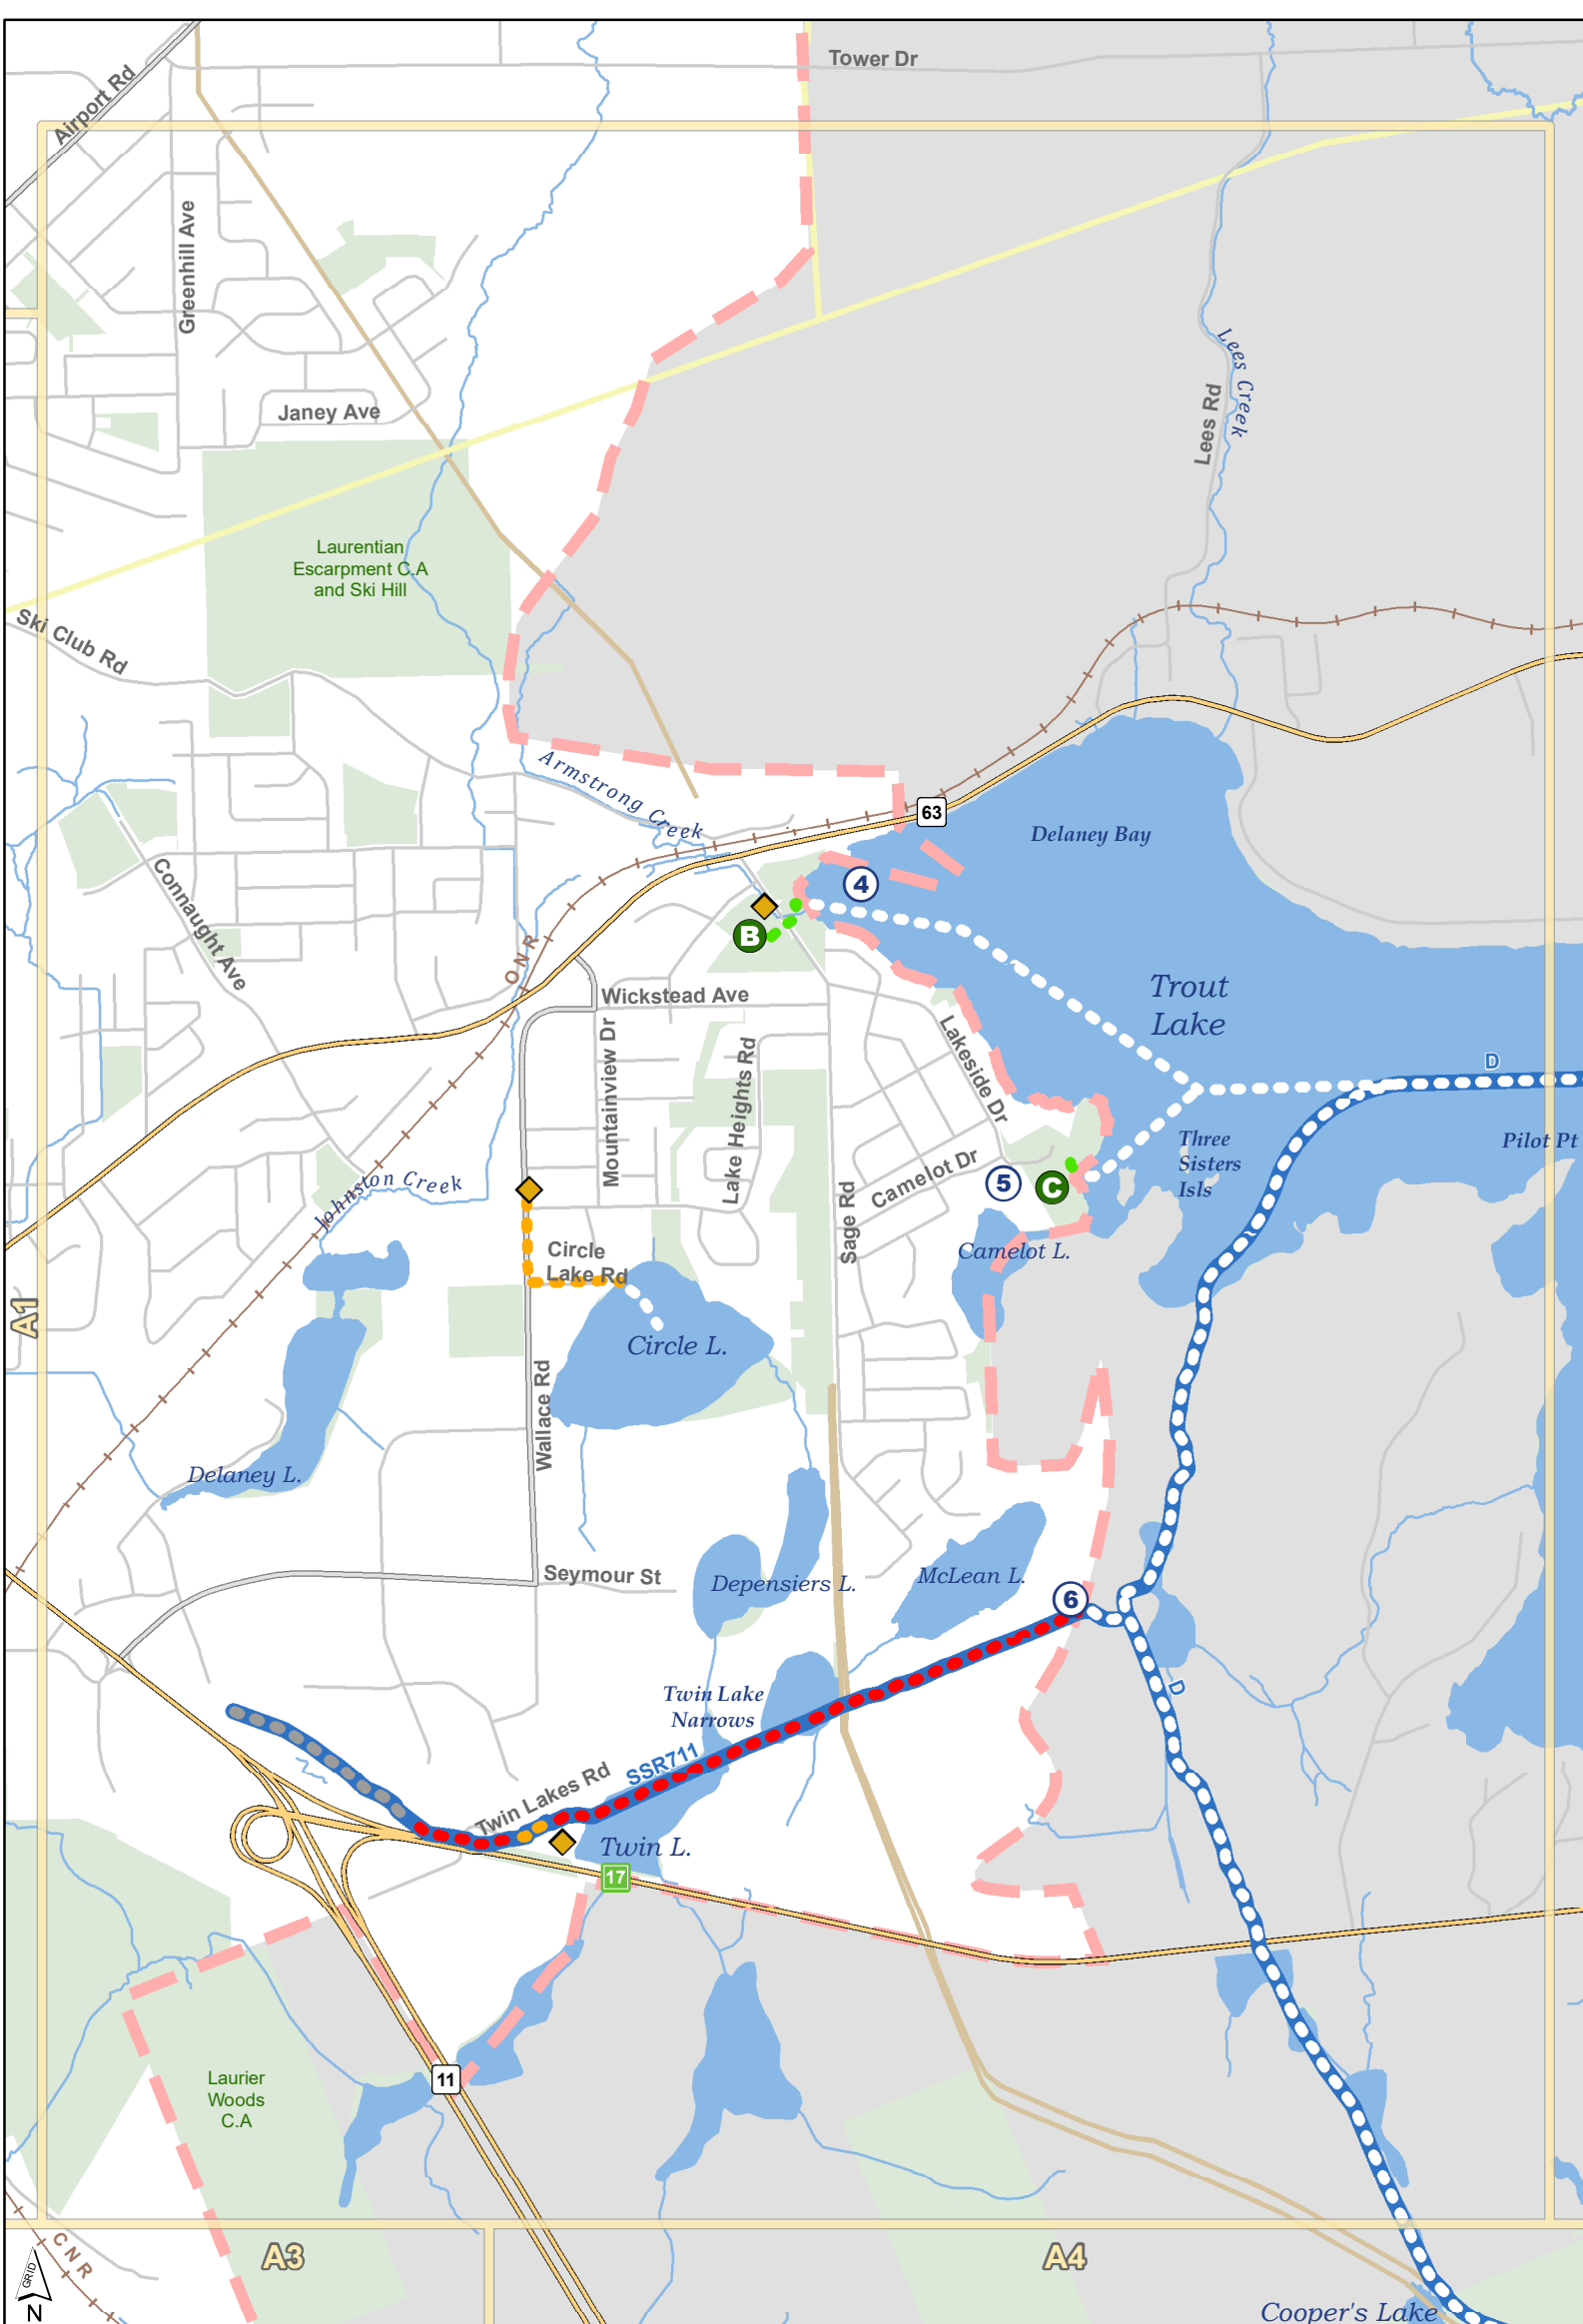 Tower Dr
Airport Rd
Greenhill Ave
Lees Creek
Lees Rd
Janey Ave
Laurentian
Escarpment C.A
and Ski Hill
Ski Club Rd
Armstrong Creek
63
Delaney Bay
4
B
Connaught Ave
ONR
Trout
Lake
Wickstead Ave
Mountainview Dr
Lake Heights Rd
Lakeside Dr
D
Three
Sisters
Isls
Pilot Pt
Camelot Dr
5
C
Johnston Creek
Sage Rd
Circle
Lake Rd
Camelot L.
A1
Circle L.
Wallace Rd
Delaney L.
Seymour St
Depensiers L.
McLean L.
6
Twin Lake
Narrows
D
SSR711
Twin Lakes Rd
Twin L.
17
11
Laurier
Woods
C.A
CNR
A3
A4
GRID
N
Cooper's Lake